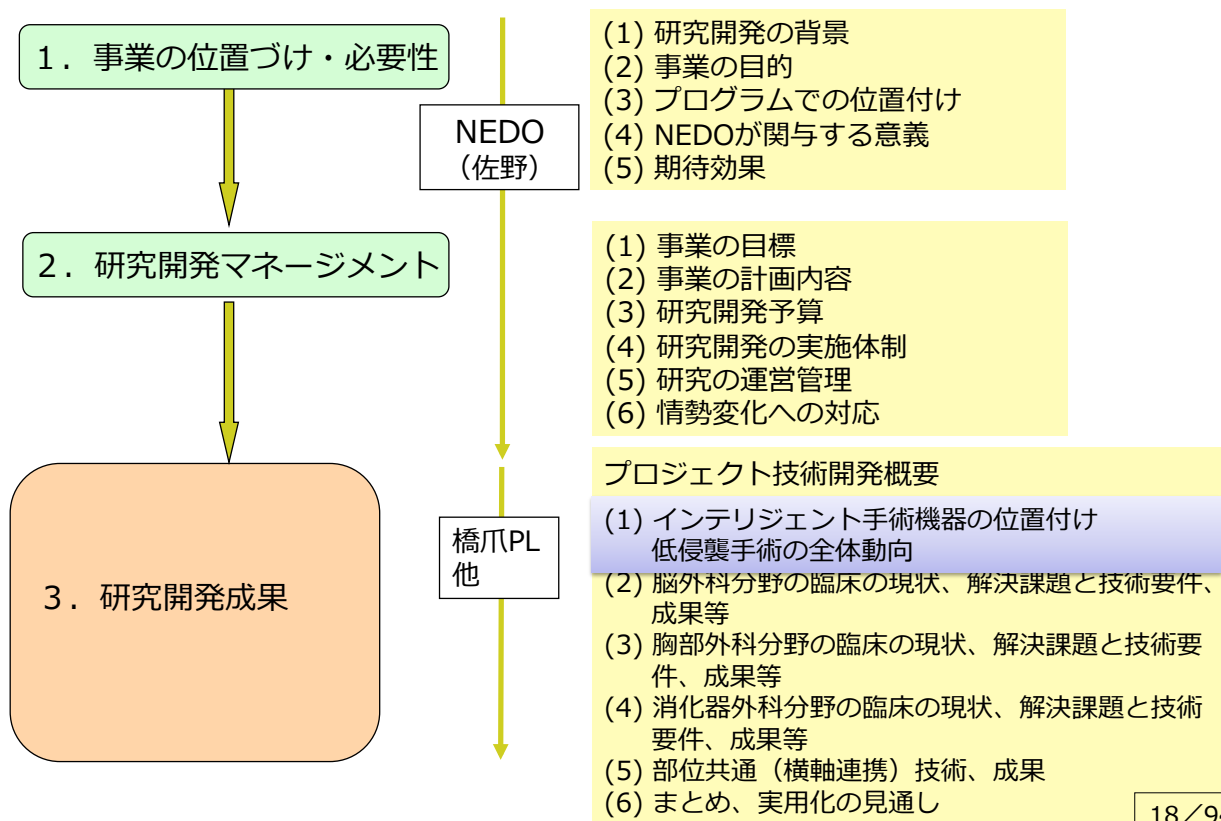 1．事業の位置づけ・必要性
NEDO
（佐野）
(1) 研究開発の背景
(2) 事業の目的
(3) プログラムでの位置付け
(4) NEDOが関与する意義
(5) 期待効果
2．研究開発マネージメント
(1) 事業の目標
(2) 事業の計画内容
(3) 研究開発予算
(4) 研究開発の実施体制
(5) 研究の運営管理
(6) 情勢変化への対応
3．研究開発成果
橋爪PL
他
プロジェクト技術開発概要
(1) インテリジェント手術機器の位置付け
低侵襲手術の全体動向
(2) 脳外科分野の臨床の現状、解決課題と技術要件、
成果等
(3) 胸部外科分野の臨床の現状、解決課題と技術要
件、成果等
(4) 消化器外科分野の臨床の現状、解決課題と技術
要件、成果等
(5) 部位共通（横軸連携）技術、成果
(6) まとめ、実用化の見通し
18／94